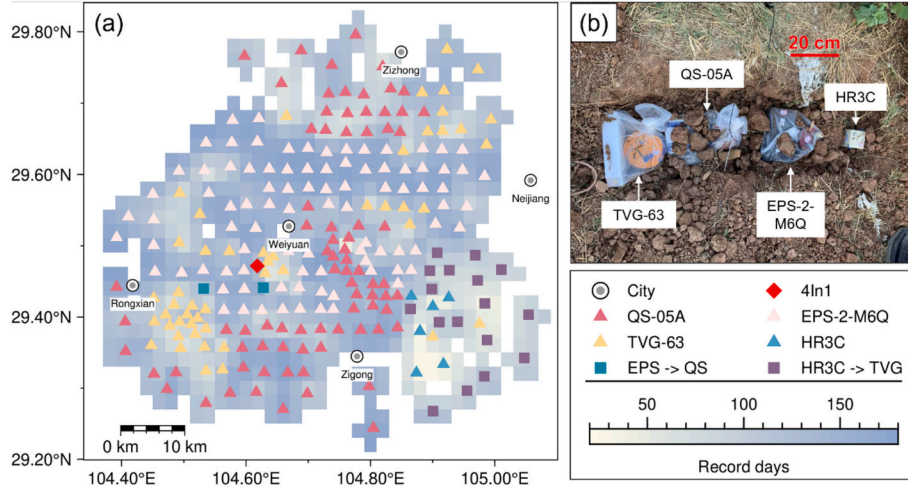 (a)
29.80°N
29.60°N
29.40°N
29.20°N
104.40°E
104.60°E
104.80°E
105.00°E
Zizhong
Neijiang
Weiyuan
Rongxian
Zigong
0 km 10 km
(b)
20 cm
QS-05A
HR3C
TVG-63
EPS-2-
M6Q
City
4In1
QS-05A
EPS-2-M6Q
TVG-63
HR3C
EPS -> QS
HR3C -> TVG
50 100 150
Record days